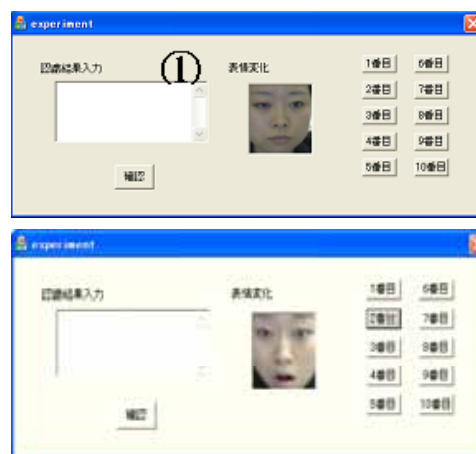 experiment
認識結果入力 ① 表情変化 1番目 6番目
2番目 7番目
3番目 8番目
4番目 9番目
確認 5番目 10番目
experiment
認識結果入力 表情変化 1番目 6番目
2番目 7番目
3番目 8番目
4番目 9番目
確認 5番目 10番目